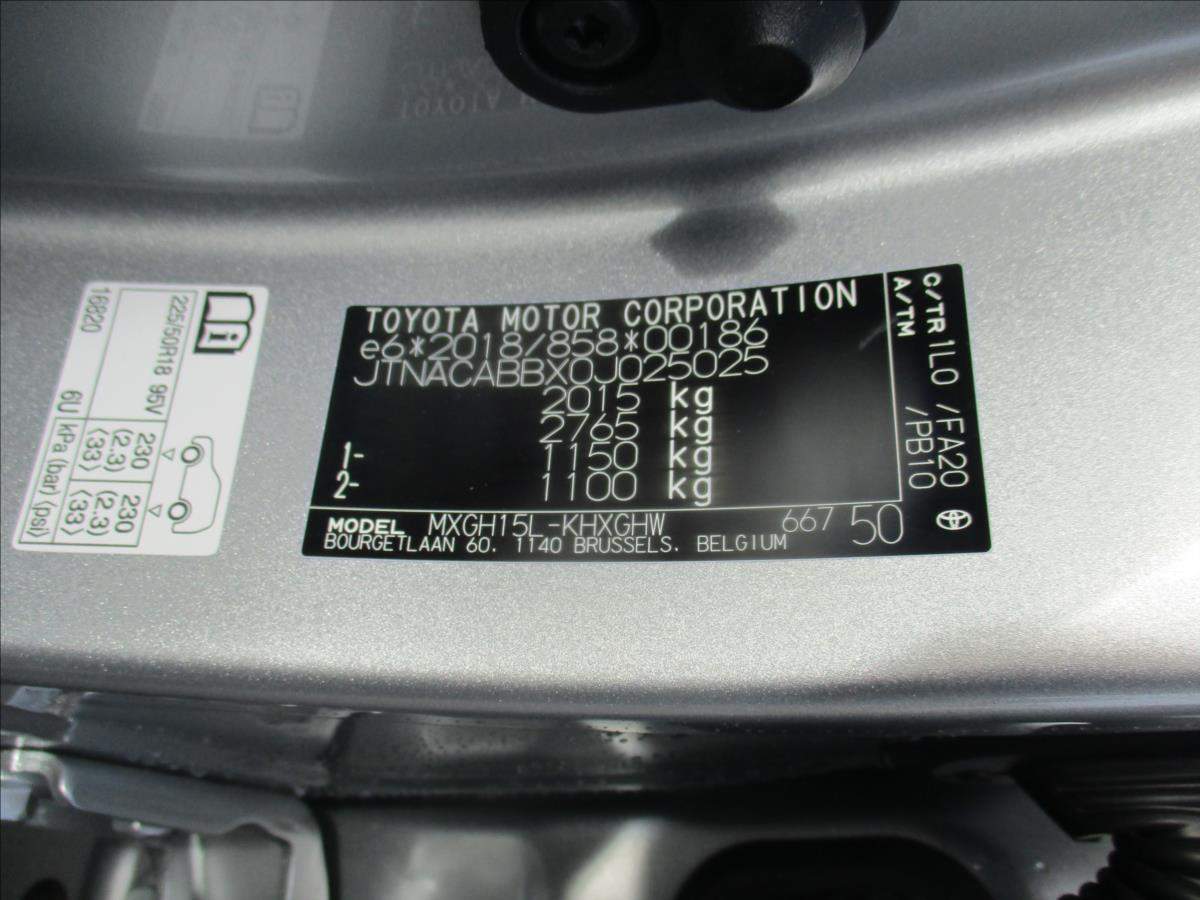 TOYOTA MOTOR CORPORATION
e6*2018/858*00186
JTNACABBX0J025025
2015 kg
2765 kg
1- 1150 kg
2- 1100 kg
MODEL MXGH15L-KHXGHW 667 50
BOURGETLAAN 60, 1140 BRUSSELS, BELGIUM
C/TR 1L0 /FA20
A/TM /PB10
i
225/50R18 95V 230 (2.3) (33) 230 (2.3) (33)
16820 6U kPa (bar) (psi)